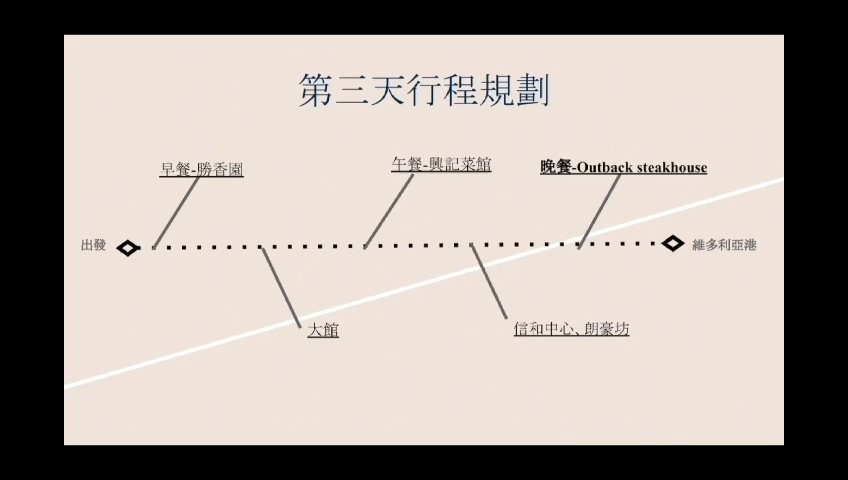 第三天行程規劃
早餐-勝香園
午餐-興記菜館
晚餐-Outback steakhouse
出發
維多利亞港
大館
信和中心、朗豪坊